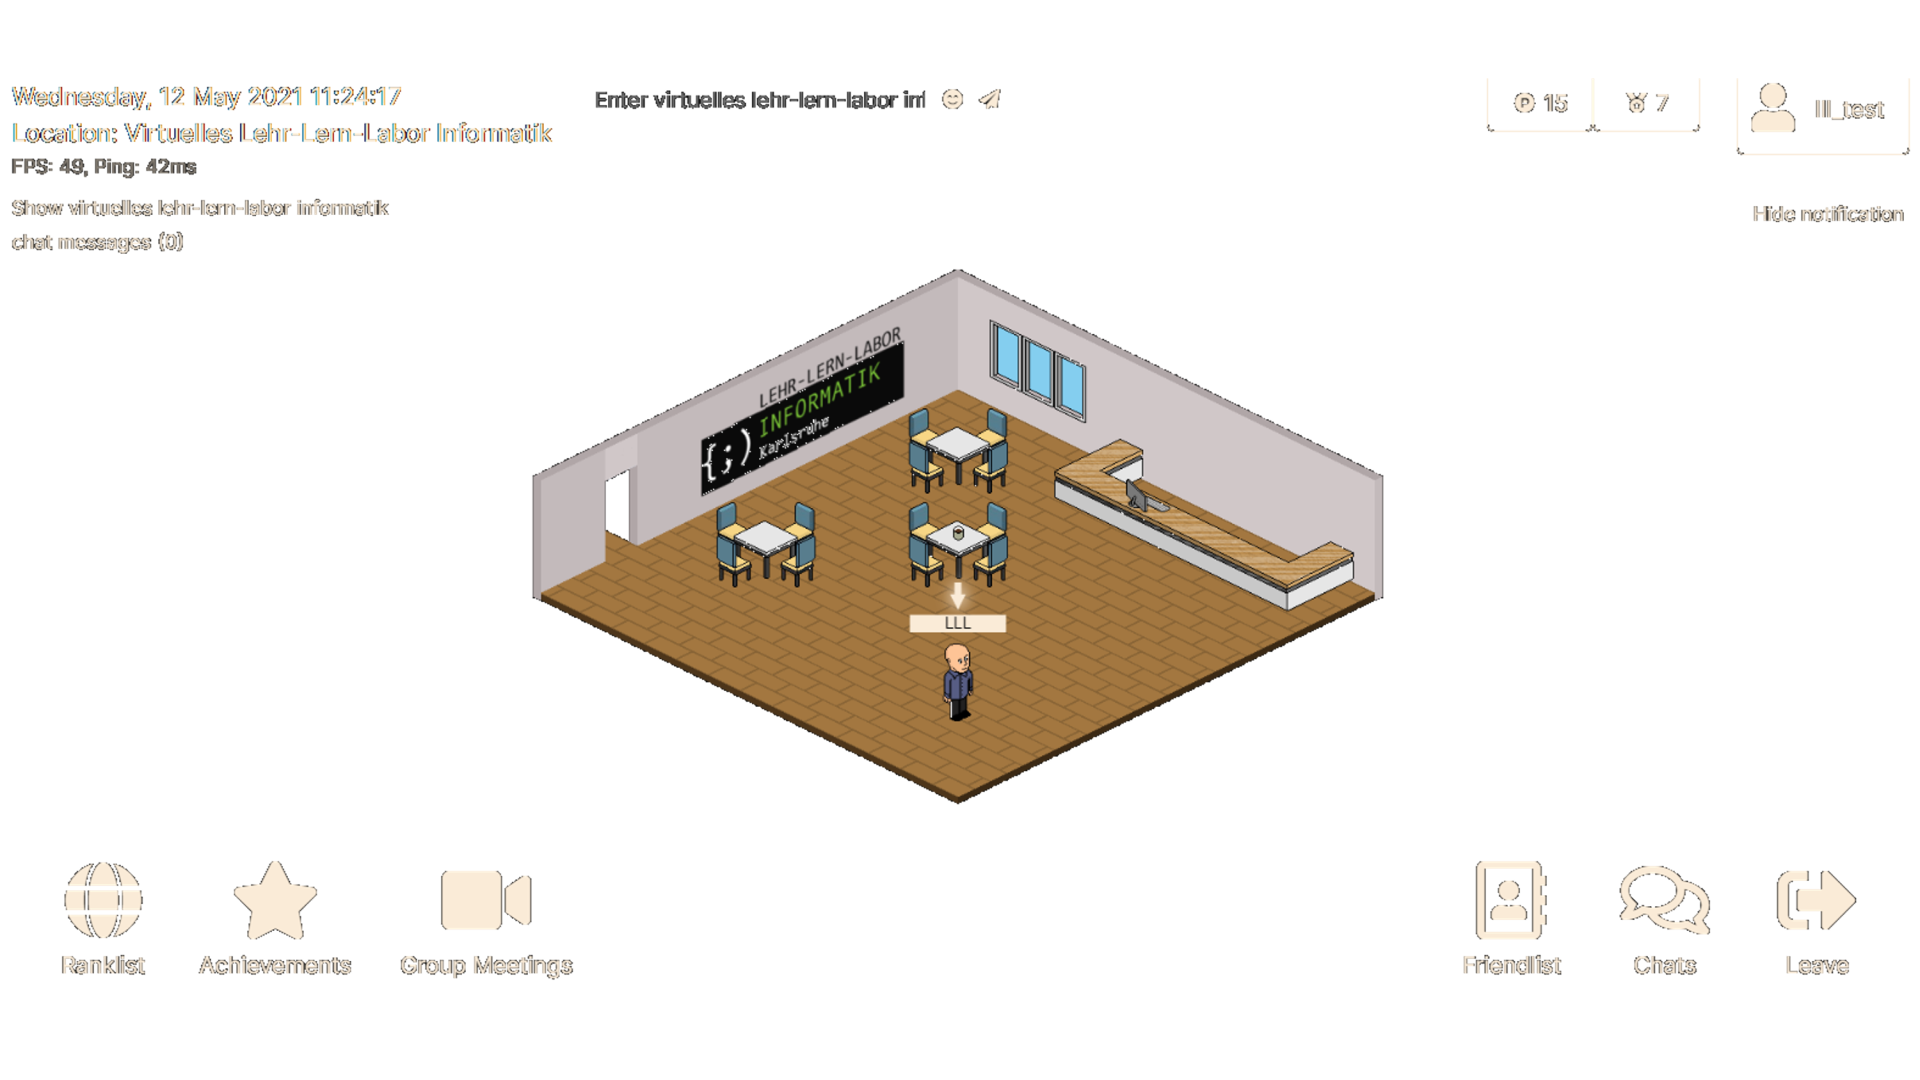 Wednesday, 12 May 2021 11:24:17
Location: Virtuelles Lehr-Lern-Labor Informatik
FPS: 49, Ping: 42ms
Show virtuelles lehr-lern-labor informatik
chat messages (0)
Enter virtuelles lehr-lern-labor inf
P 15
7
lll_test
Hide notification
LEHR-LERN-LABOR
INFORMATIK
{;} Karlsruhe
LLL
Ranklist
Achievements
Group Meetings
Friendlist
Chats
Leave